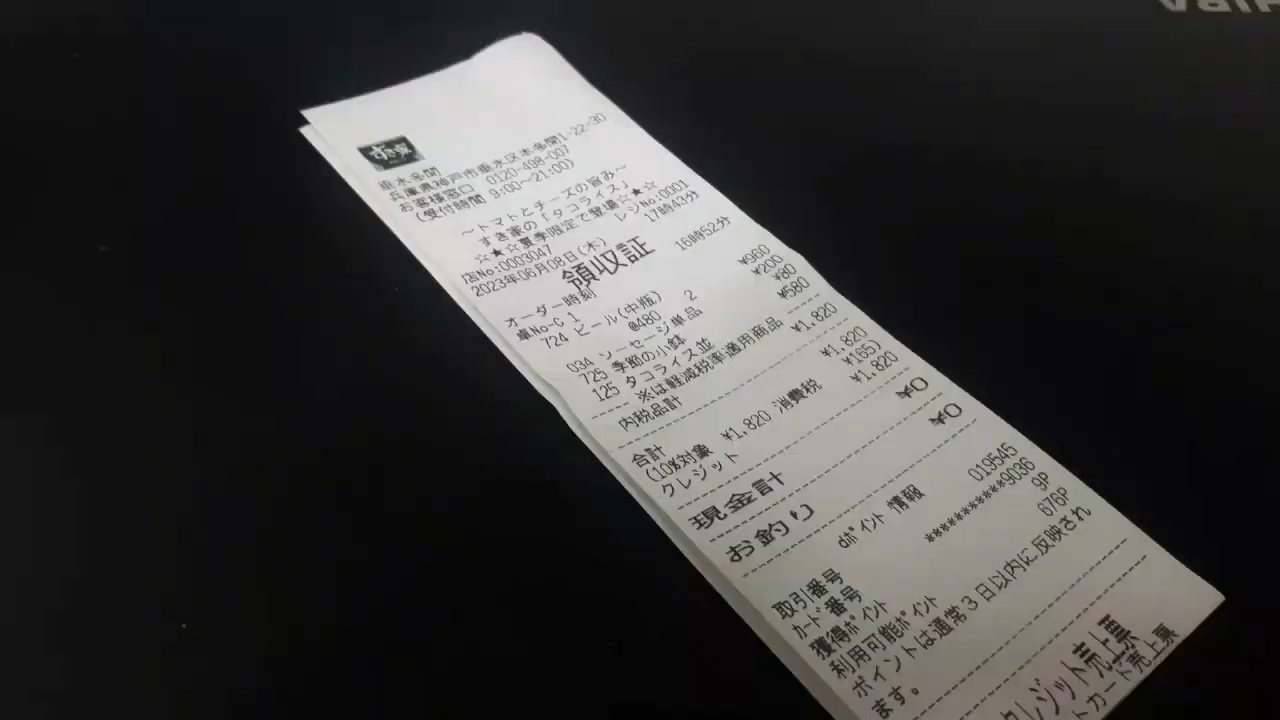 すき家
垂水多聞
兵庫県神戸市垂水区本多聞1-22-30
お客様窓口 0120-498-007
(受付時間 9:00〜21:00)
〜トマトとチーズの旨み〜
すき家の「タコライス」
☆★☆夏季限定で登場☆★☆
店No:0003047 レジNo:0001
2023年06月08日(木) 17時43分
領収証
オーダー時刻 16時52分
卓No-C 1
724 ビール(中瓶) 2 ¥960
@480
034 ソーセージ単品 ¥200
725 季節の小鉢 ¥80
125 タコライス並 ¥580
※は軽減税率適用商品
内税品計 ¥1,820
合計 ¥1,820
(10%対象 ¥1,820 消費税 ¥165)
クレジット ¥1,820
現金計 0点
お釣り 0点
dポイント情報
取引番号 019545
カード番号 ************9036
獲得ポイント 9P
利用可能ポイント 676P
ポイントは通常3日以内に反映され
ます。
クレジット売上票
トカード売上票